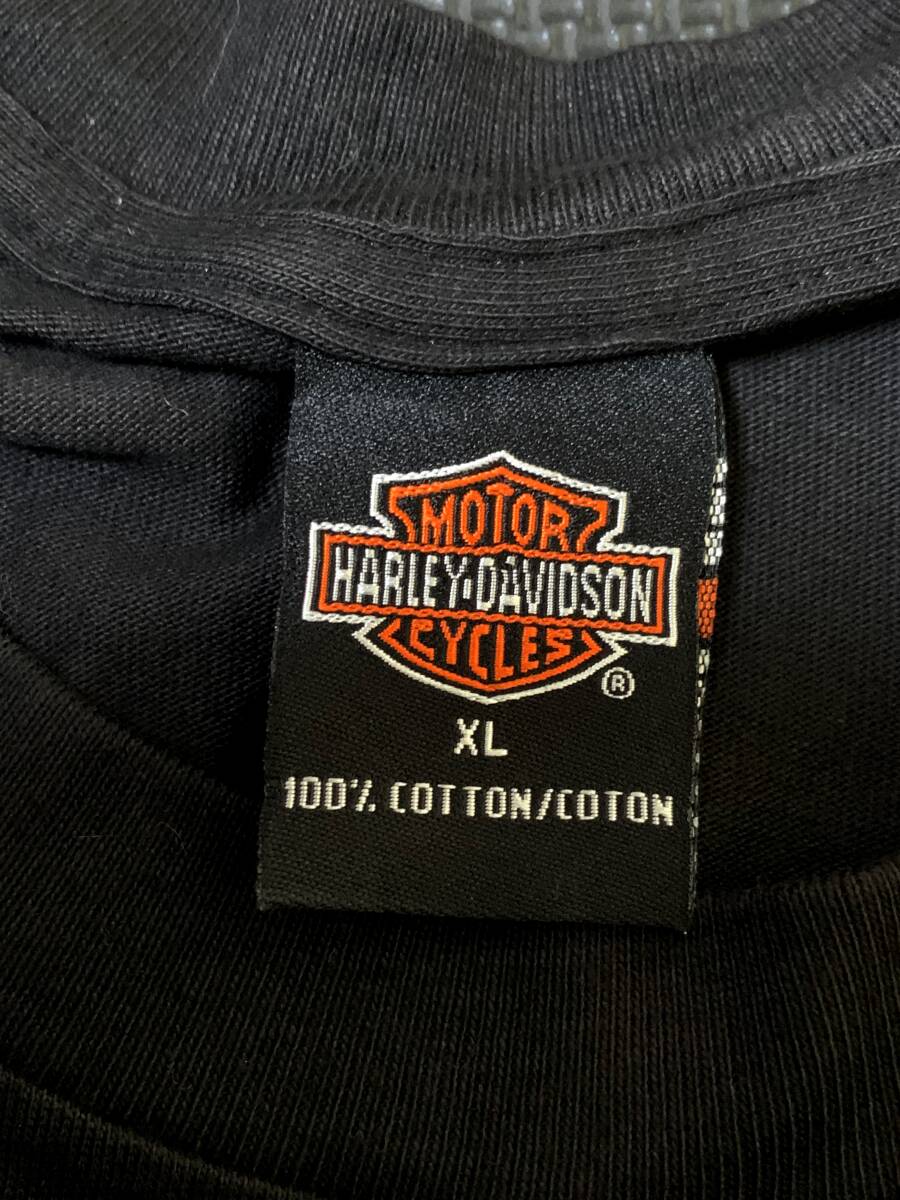 MOTOR
HARLEY-DAVIDSON
CYCLES
®
XL
100% COTTON/COTON